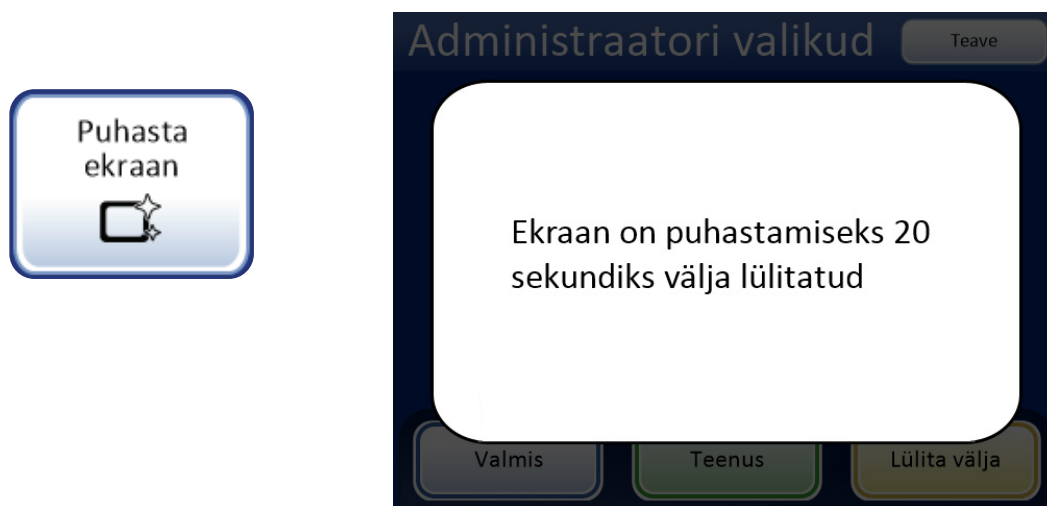 Puhasta
ekraan
Administraatori valikud
Teave
Ekraan on puhastamiseks 20
sekundiks välja lülitatud
Valmis
Teenus
Lülita välja